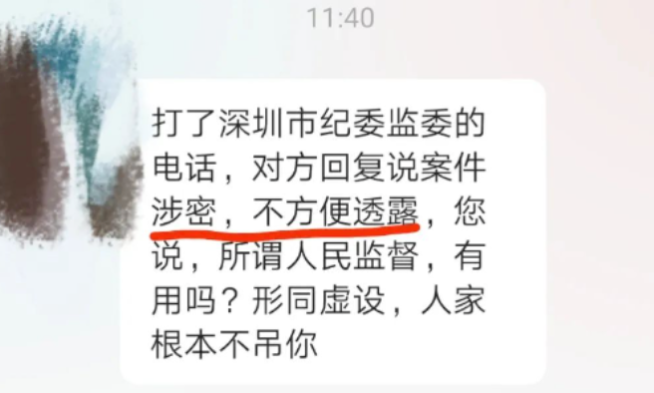 11:40
打了深圳市纪委监委的
电话，对方回复说案件
涉密，不方便透露，您
说，所谓人民监督，有
用吗？形同虚设，人家
根本不吊你